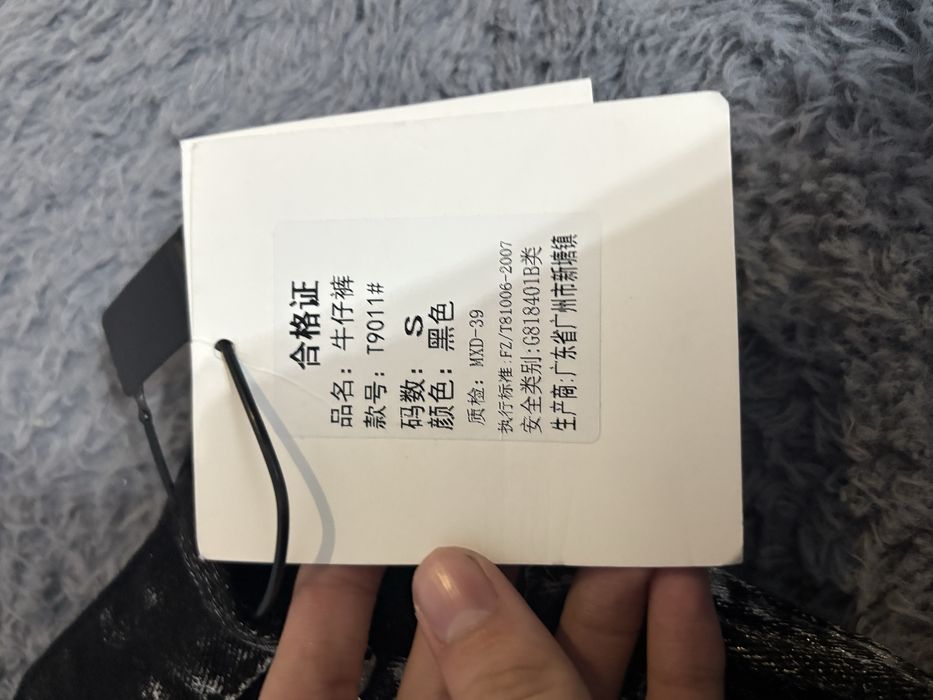 合格证
品名: 牛仔裤
款号: T9011#
码数: S
颜色: 黑色
质检: MXD-39
执行标准:FZ/T81006-2007
安全类别:G818401B类
生产商:广东省广州市新塘镇